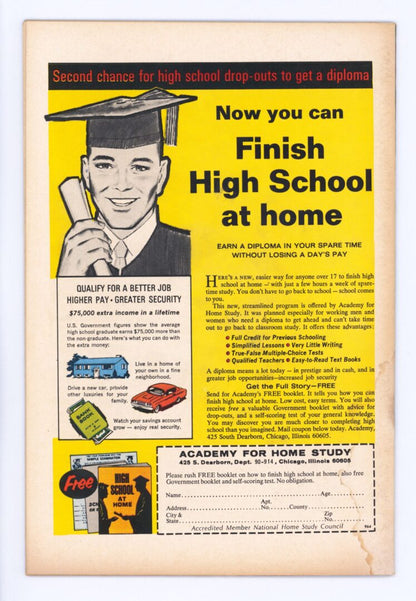 Second chance for high school drop-outs to get a diploma
Now you can
Finish
High School
at home
EARN A DIPLOMA IN YOUR SPARE TIME
WITHOUT LOSING A DAY'S PAY
HERE'S A NEW, easier way for anyone over 17 to finish high
school at home — with just a few hours a week of spare-
time study. You don't have to go back to school — school comes
to you.
This new, streamlined program is offered by Academy for
Home Study. It was planned especially for working men and
women who need a diploma to get ahead and can't take time
out to go back to classroom study. It offers these advantages:
• Full Credit for Previous Schooling
• Simplified Lessons • Very Little Writing
• True-False Multiple-Choice Tests
• Qualified Teachers • Easy-to-Read Text Books
A diploma means a lot today — in prestige and in cash, and in
greater job opportunities—increased job security
Get the Full Story—FREE
Send for Academy's FREE booklet. It tells you how you can
finish high school at home. Low cost, easy terms. You will also
receive free a valuable Government booklet with advice for
drop-outs, and a self-scoring test of your general knowledge.
You may discover you are much closer to completing high
school than you imagined. Mail coupon below today. Academy,
425 South Dearborn, Chicago, Illinois 60605.
QUALIFY FOR A BETTER JOB
HIGHER PAY • GREATER SECURITY
$75,000 extra income in a lifetime
U.S. Government figures show the average
high school graduate earns $75,000 more than
the non-graduate. Here's what you can do with
the extra money:
Live in a home of
your own in a fine
neighborhood.
Drive a new car, provide
other luxuries for your
family.
BANK
BOOK
Watch your savings account
grow — enjoy real security.
Free
HIGH
SCHOOL
AT
HOME
ACADEMY FOR HOME STUDY
425 S. Dearborn, Dept. 90-914, Chicago, Illinois 60605
Please rush FREE booklet on how to finish high school at home, also free
Government booklet and self-scoring test. No obligation.
Name Age
Apt.
Address No. County
City & Zip
State No.
Accredited Member National Home Study Council